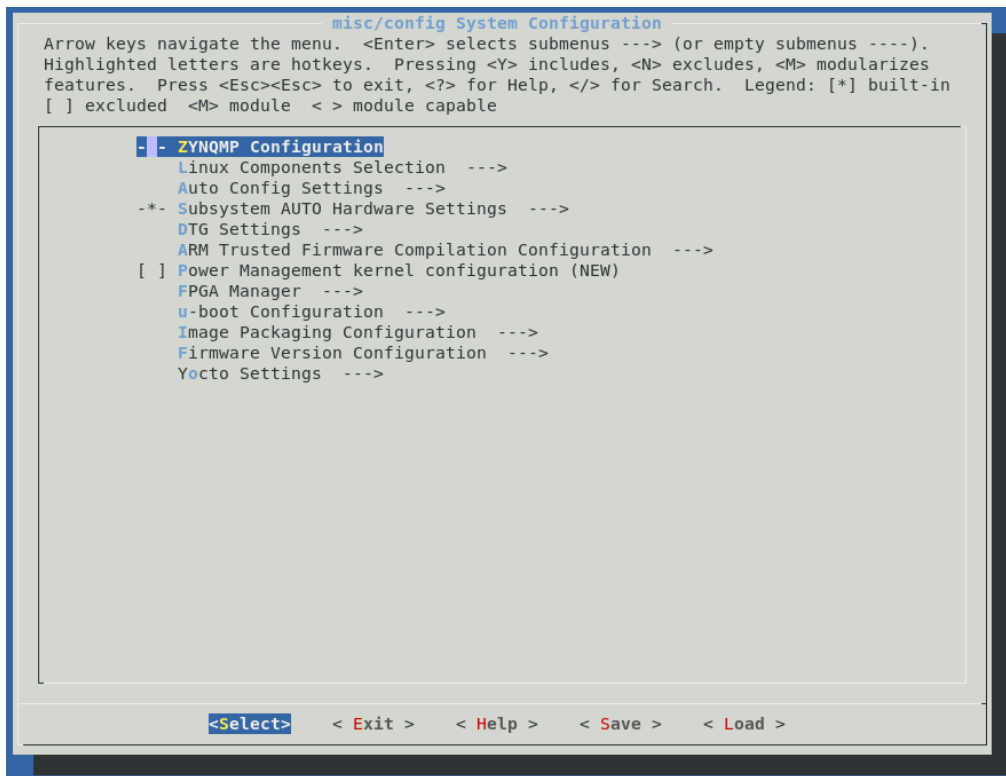 misc/config System Configuration
Arrow keys navigate the menu.  <Enter> selects submenus ---> (or empty submenus ----).
Highlighted letters are hotkeys.  Pressing <Y> includes, <N> excludes, <M> modularizes
features.  Press <Esc><Esc> to exit, <?> for Help, </> for Search.  Legend: [*] built-in
[ ] excluded  <M> module  < > module capable
- - ZYNQMP Configuration
Linux Components Selection  --->
Auto Config Settings  --->
-*- Subsystem AUTO Hardware Settings  --->
DTG Settings  --->
ARM Trusted Firmware Compilation Configuration  --->
[ ] Power Management kernel configuration (NEW)
FPGA Manager  --->
u-boot Configuration  --->
Image Packaging Configuration  --->
Firmware Version Configuration  --->
Yocto Settings  --->
<Select>    < Exit >    < Help >    < Save >    < Load >